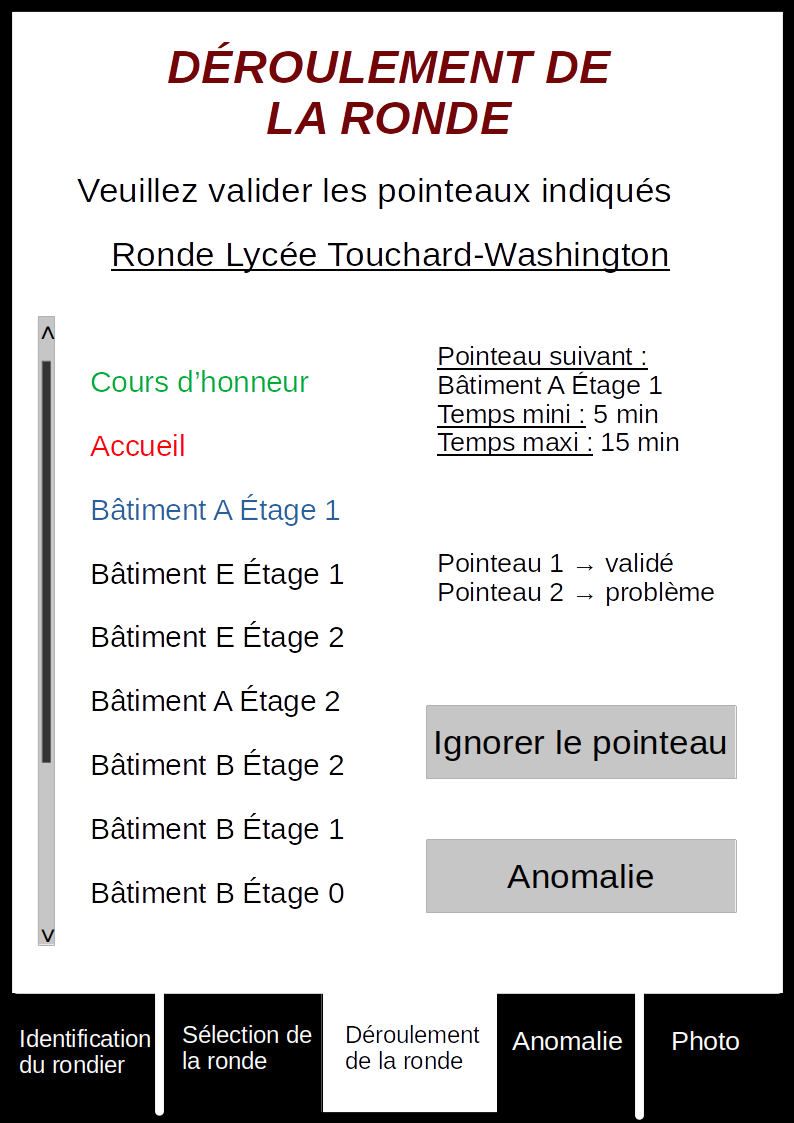 DÉROULEMENT DE
LA RONDE
Veuillez valider les pointeaux indiqués
Ronde Lycée Touchard-Washington
Cours d’honneur
Accueil
Bâtiment A Étage 1
Bâtiment E Étage 1
Bâtiment E Étage 2
Bâtiment A Étage 2
Bâtiment B Étage 2
Bâtiment B Étage 1
Bâtiment B Étage 0
Pointeau suivant :
Bâtiment A Étage 1
Temps mini : 5 min
Temps maxi : 15 min
Pointeau 1 → validé
Pointeau 2 → problème
Ignorer le pointeau
Anomalie
Identification
du rondier
Sélection de
la ronde
Déroulement
de la ronde
Anomalie
Photo